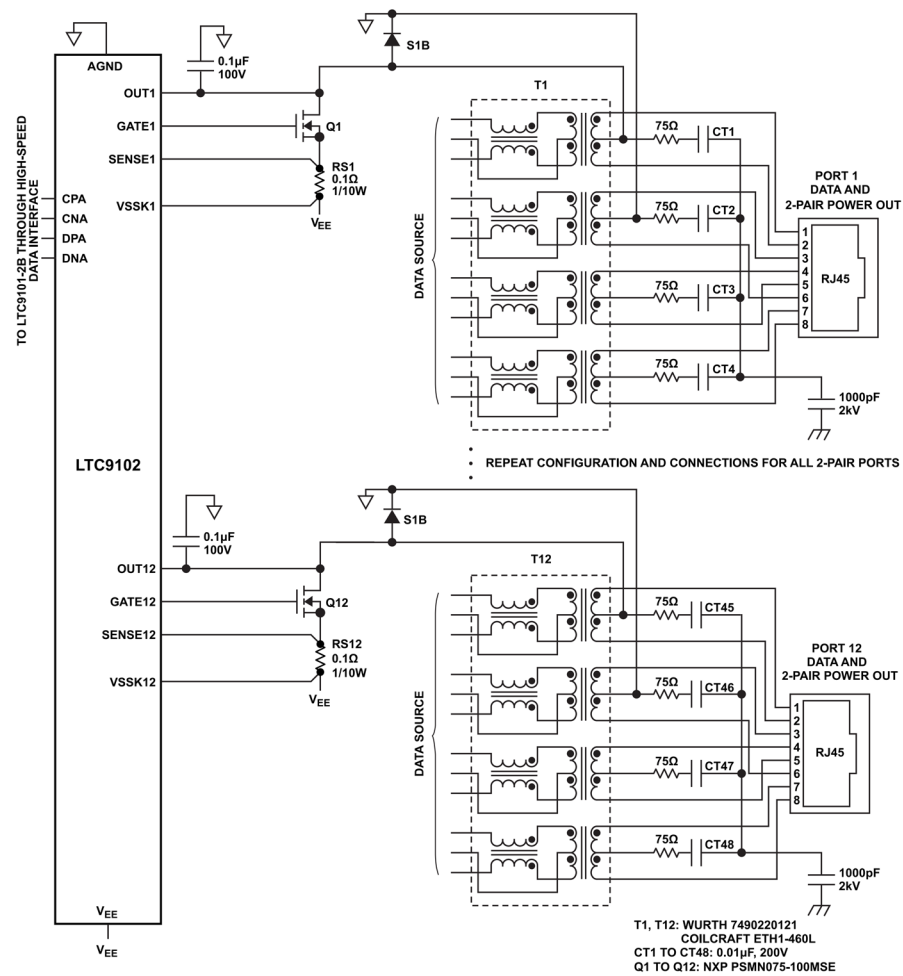 AGND
OUT1
GATE1
SENSE1
VSSK1
0.1µF
100V
Q1
RS1
0.1Ω
1/10W
VEE
S1B
TO LTC9101-2B THROUGH HIGH-SPEED
DATA INTERFACE
CPA
CNA
DPA
DNA
T1
DATA SOURCE
75Ω
CT1
75Ω
CT2
75Ω
CT3
75Ω
CT4
PORT 1
DATA AND
2-PAIR POWER OUT
1
2
3
4
5
6
7
8
RJ45
1000pF
2kV
LTC9102
REPEAT CONFIGURATION AND CONNECTIONS FOR ALL 2-PAIR PORTS
OUT12
GATE12
SENSE12
VSSK12
0.1µF
100V
Q12
RS12
0.1Ω
1/10W
VEE
S1B
T12
DATA SOURCE
75Ω
CT45
75Ω
CT46
75Ω
CT47
75Ω
CT48
PORT 12
DATA AND
2-PAIR POWER OUT
1
2
3
4
5
6
7
8
RJ45
1000pF
2kV
VEE
VEE
T1, T12: WURTH 7490220121
COILCRAFT ETH1-460L
CT1 TO CT48: 0.01µF, 200V
Q1 TO Q12: NXP PSMN075-100MSE